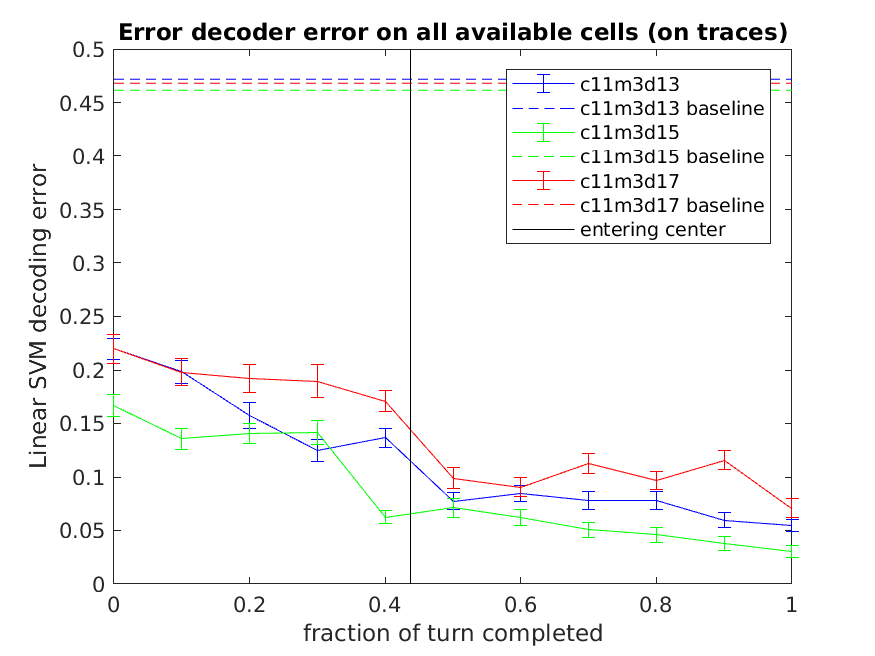 Error decoder error on all available cells (on traces)
0.5
0.45
0.4
0.35
0.3
0.25
0.2
0.15
0.1
0.05
0
Linear SVM decoding error
c11m3d13
c11m3d13 baseline
c11m3d15
c11m3d15 baseline
c11m3d17
c11m3d17 baseline
entering center
0 0.2 0.4 0.6 0.8 1
fraction of turn completed